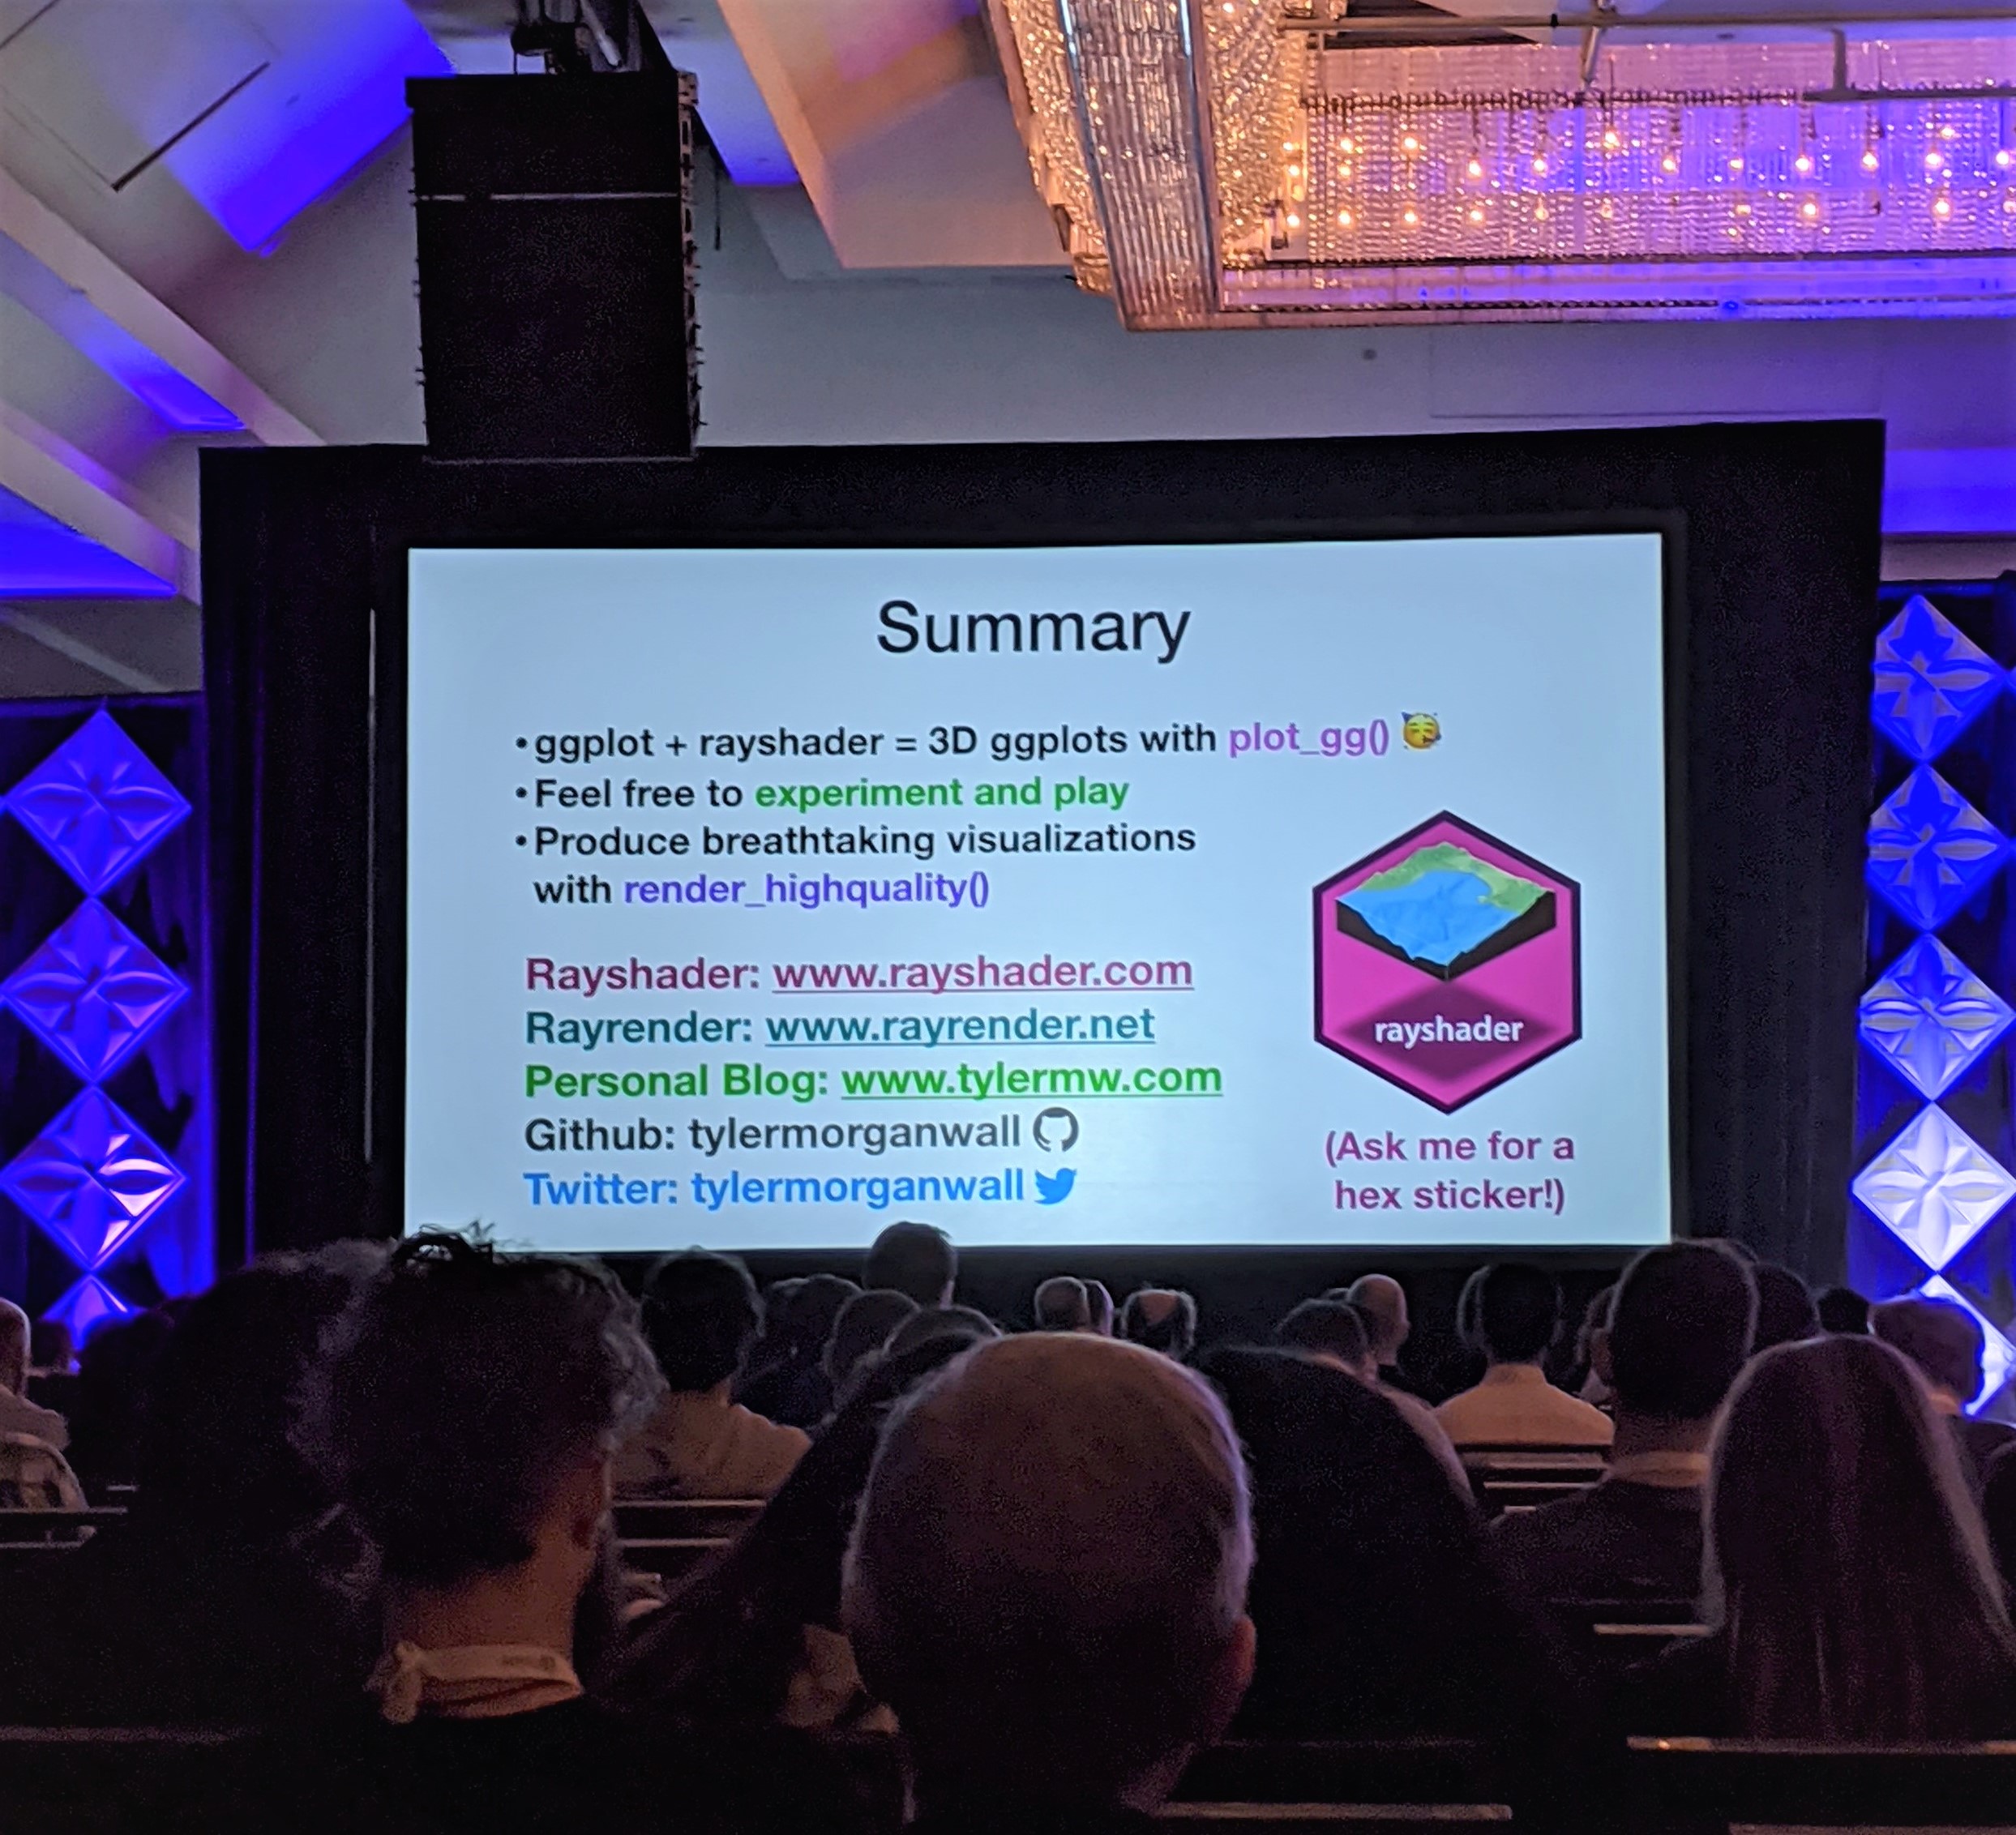 Summary
•ggplot + rayshader = 3D ggplots with plot_gg() 🥳
•Feel free to experiment and play
•Produce breathtaking visualizations
with render_highquality()
Rayshader: www.rayshader.com
Rayrender: www.rayrender.net
Personal Blog: www.tylermw.com
Github: tylermorganwall
Twitter: tylermorganwall
rayshader
(Ask me for a
hex sticker!)